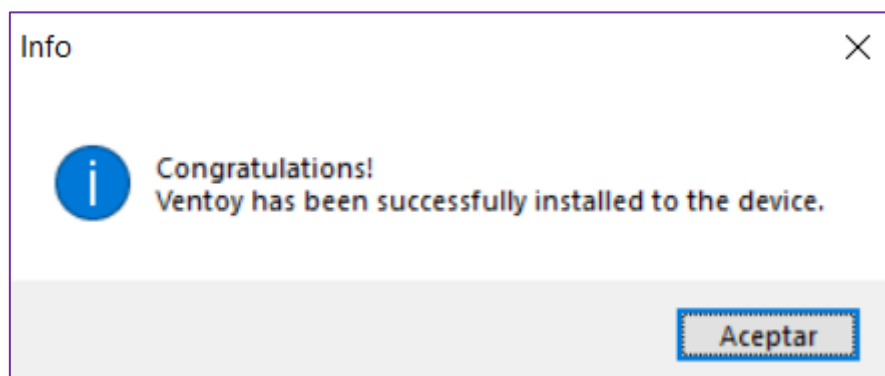 Info
Congratulations!
Ventoy has been successfully installed to the device.
Aceptar